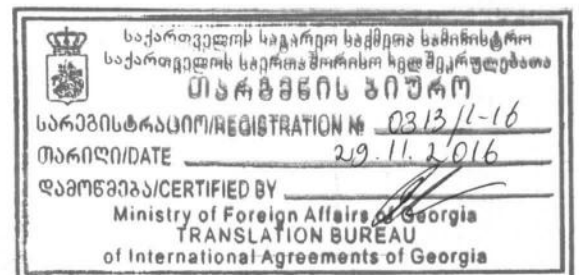 საქართველოს საგარეო საქმეთა სამინისტრო
საქართველოს საერთაშორისო ხელშეკრულებათა
თარგმნის ბიურო
სარეგისტრაციო/REGISTRATION № 0313/1-16
თარიღი/DATE 29.11.2016
დამოწმება/CERTIFIED BY
Ministry of Foreign Affairs of Georgia
TRANSLATION BUREAU
of International Agreements of Georgia